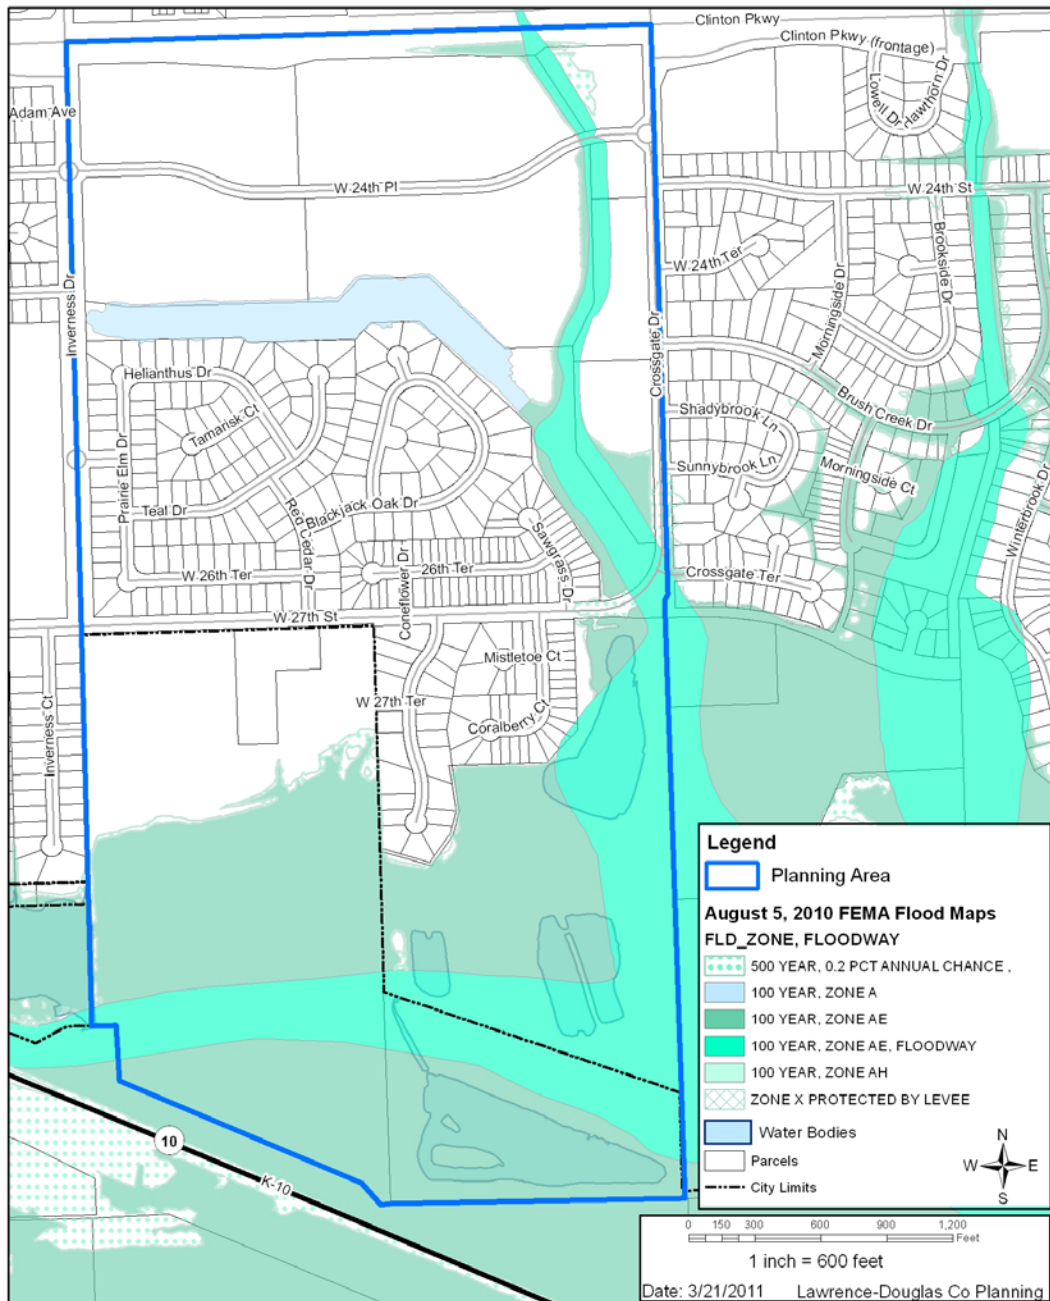 Clinton Pkwy
Clinton Pkwy (frontage)
Lowell Dr
Hawthorn Dr
Adam Ave
W 24th Pl
W 24th St
W 24th Ter
Brookside Dr
Morningside Dr
Inverness Dr
Crossgate Dr
Helianthus Dr
Tamarisk Ct
Prairie Elm Dr
Teal Dr
Red Cedar Dr
Blackjack Oak Dr
Brush Creek Dr
Shadybrook Ln
Sunnybrook Ln
Morningside Ct
Winterbrook Dr
W 26th Ter
26th Ter
Coneflower Dr
Sawgrass Dr
Crossgate Ter
W 27th St
Mistletoe Ct
W 27th Ter
Coralberry Ct
Inverness Ct
10
K-10
Legend
Planning Area
August 5, 2010 FEMA Flood Maps
FLD_ZONE, FLOODWAY
500 YEAR, 0.2 PCT ANNUAL CHANCE ,
100 YEAR, ZONE A
100 YEAR, ZONE AE
100 YEAR, ZONE AE, FLOODWAY
100 YEAR, ZONE AH
ZONE X PROTECTED BY LEVEE
Water Bodies
Parcels
City Limits
N
W E
S
0 150 300 600 900 1,200
Feet
1 inch = 600 feet
Date: 3/21/2011 Lawrence-Douglas Co Planning